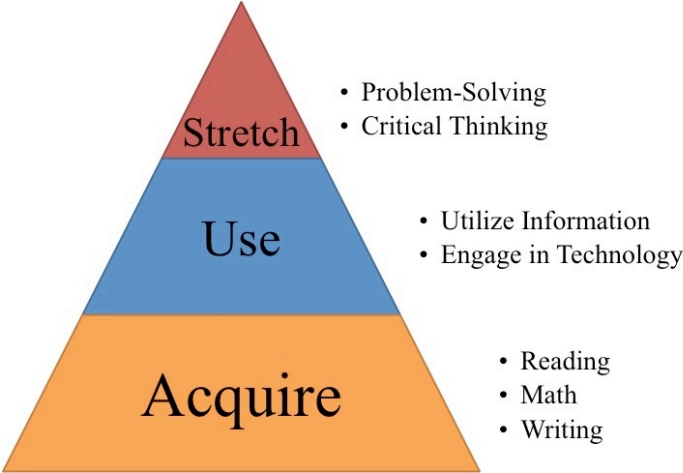 Stretch
• Problem-Solving
• Critical Thinking
Use
• Utilize Information
• Engage in Technology
Acquire
• Reading
• Math
• Writing